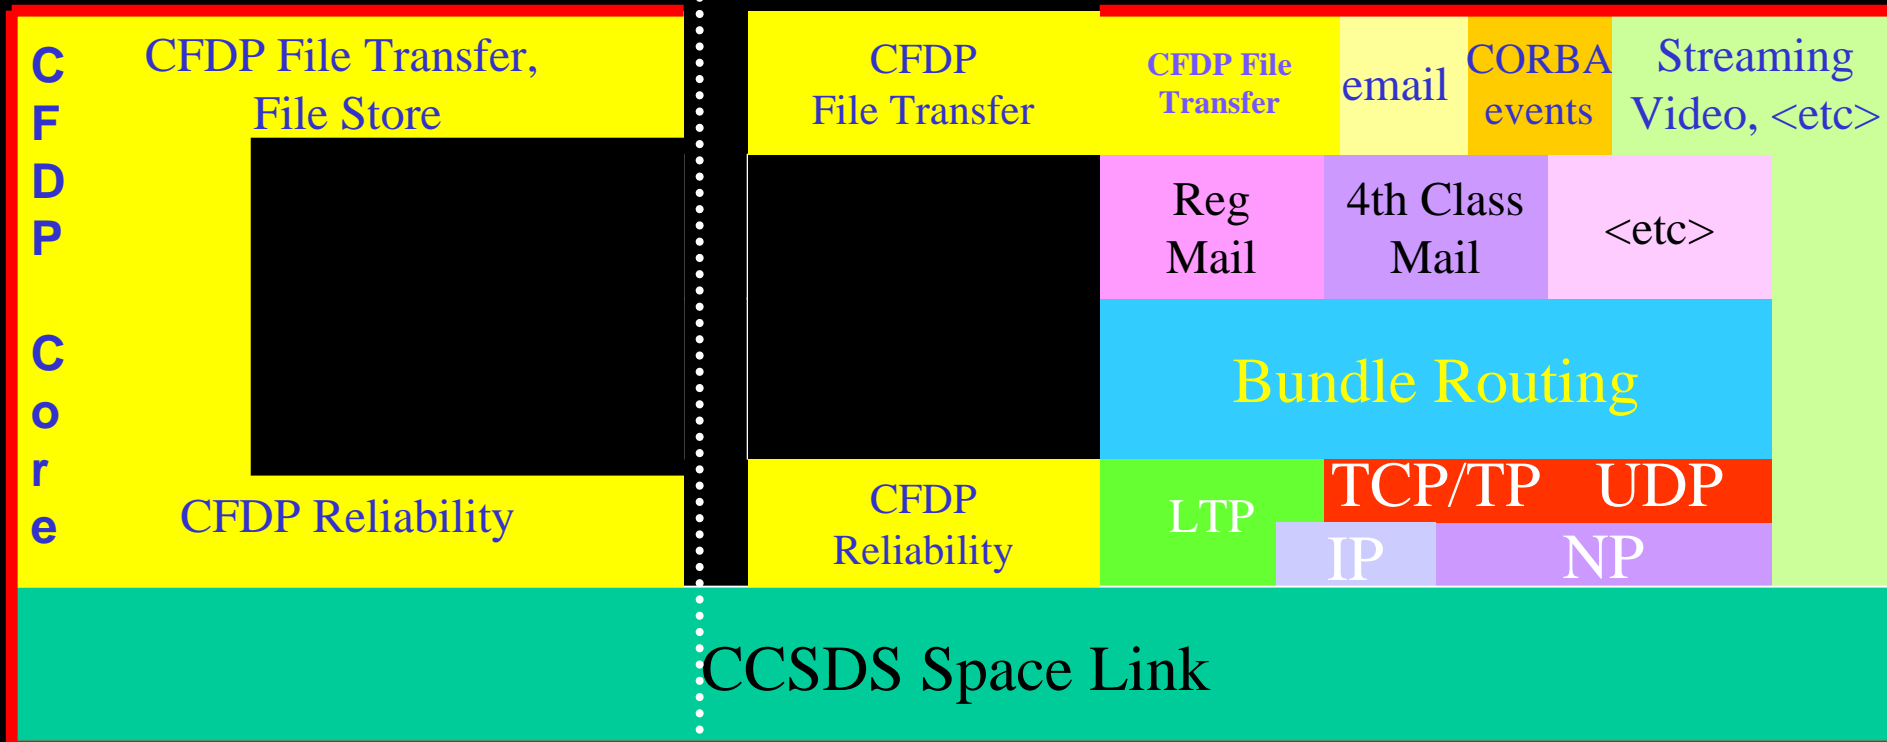 CFDP Core
CFDP File Transfer,
File Store
CFDP Reliability
CFDP
File Transfer
CFDP
Reliability
CFDP File
Transfer
email
CORBA
events
Streaming
Video, <etc>
Reg
Mail
4th Class
Mail
<etc>
Bundle Routing
LTP
TCP/TP UDP
IP
NP
CCSDS Space Link